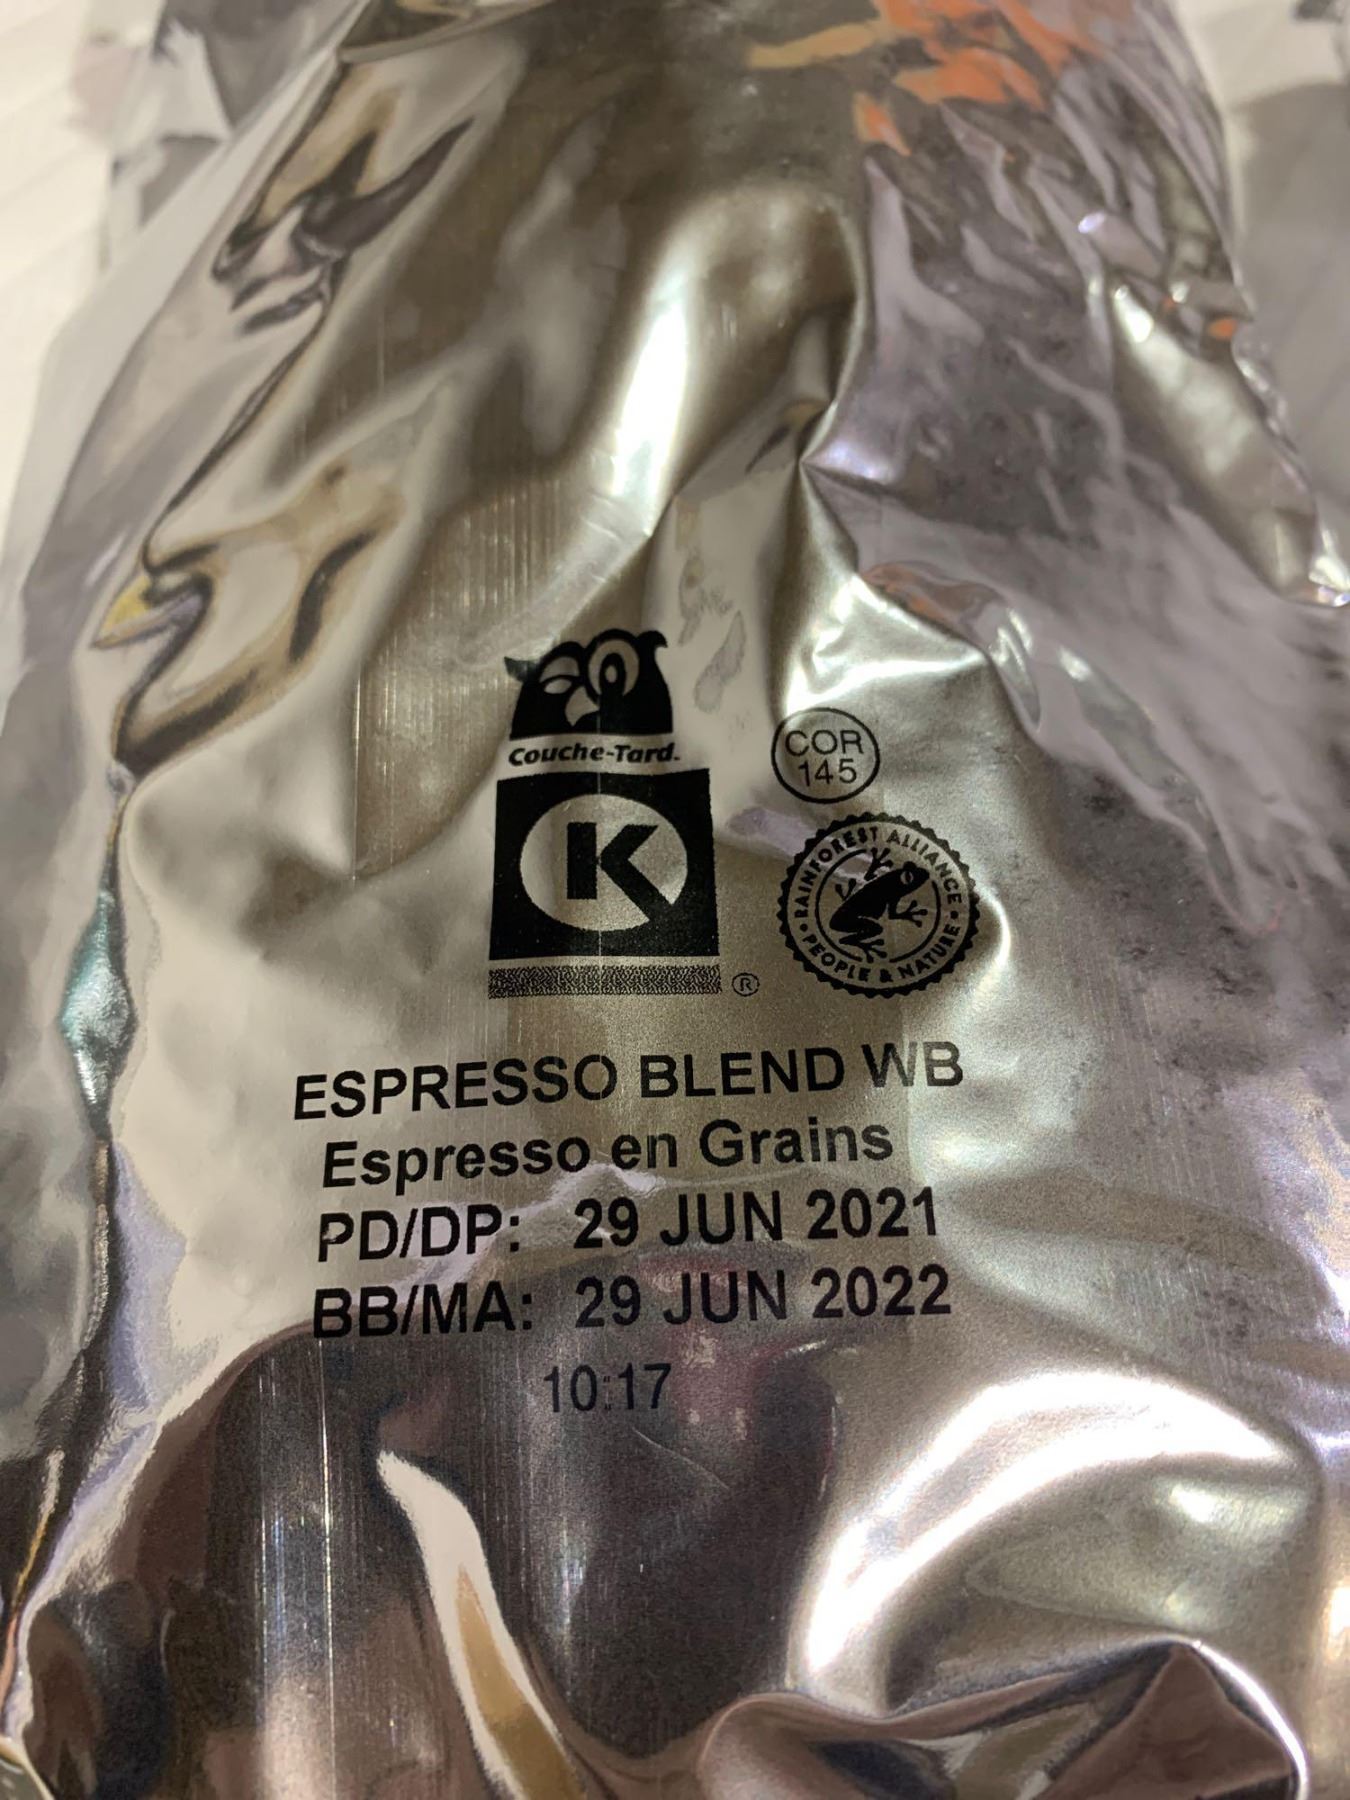 Couche-Tard.
K
®
COR
145
RAINFOREST ALLIANCE
PEOPLE & NATURE
ESPRESSO BLEND WB
Espresso en Grains
PD/DP: 29 JUN 2021
BB/MA: 29 JUN 2022
10:17